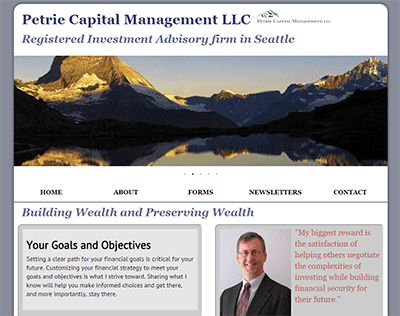 Petrie Capital Management LLC
PETRIE CAPITAL MANAGEMENT, LLC
Registered Investment Advisory firm in Seattle
HOME ABOUT FORMS NEWSLETTERS CONTACT
Building Wealth and Preserving Wealth
Your Goals and Objectives
Setting a clear path for your financial goals is critical for your
future. Customizing your financial strategy to meet your
goals and objectives is what I strive toward. Sharing what I
know will help you make informed choices and get there,
and more importantly, stay there.
"My biggest reward is
the satisfaction of
helping others negotiate
the complexities of
investing while building
financial security for
their future."